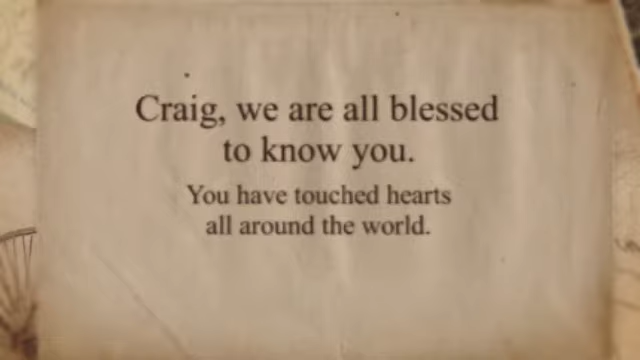 Craig, we are all blessed
to know you.
You have touched hearts
all around the world.